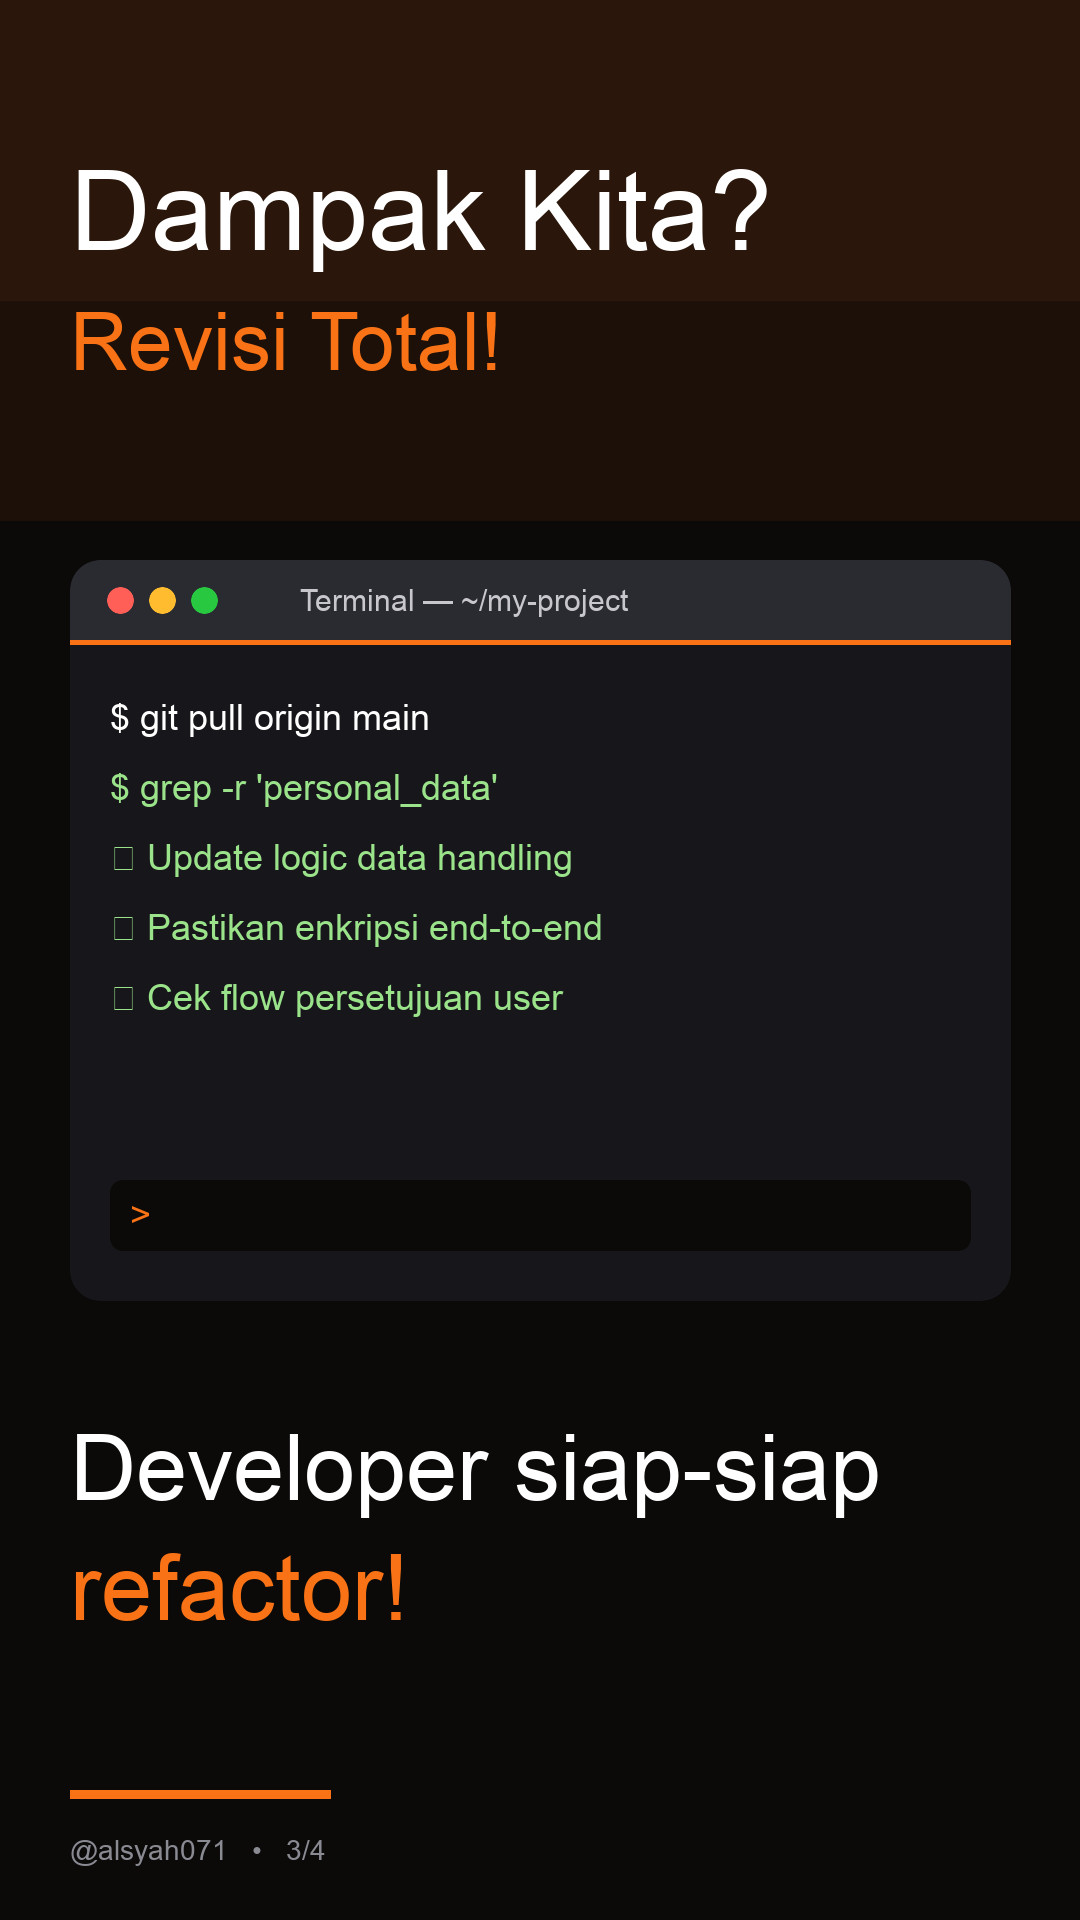 Dampak Kita?
Revisi Total!
Terminal — ~/my-project
$ git pull origin main
$ grep -r 'personal_data'
□ Update logic data handling
□ Pastikan enkripsi end-to-end
□ Cek flow persetujuan user
>
Developer siap-siap
refactor!
@alsyah071 • 3/4